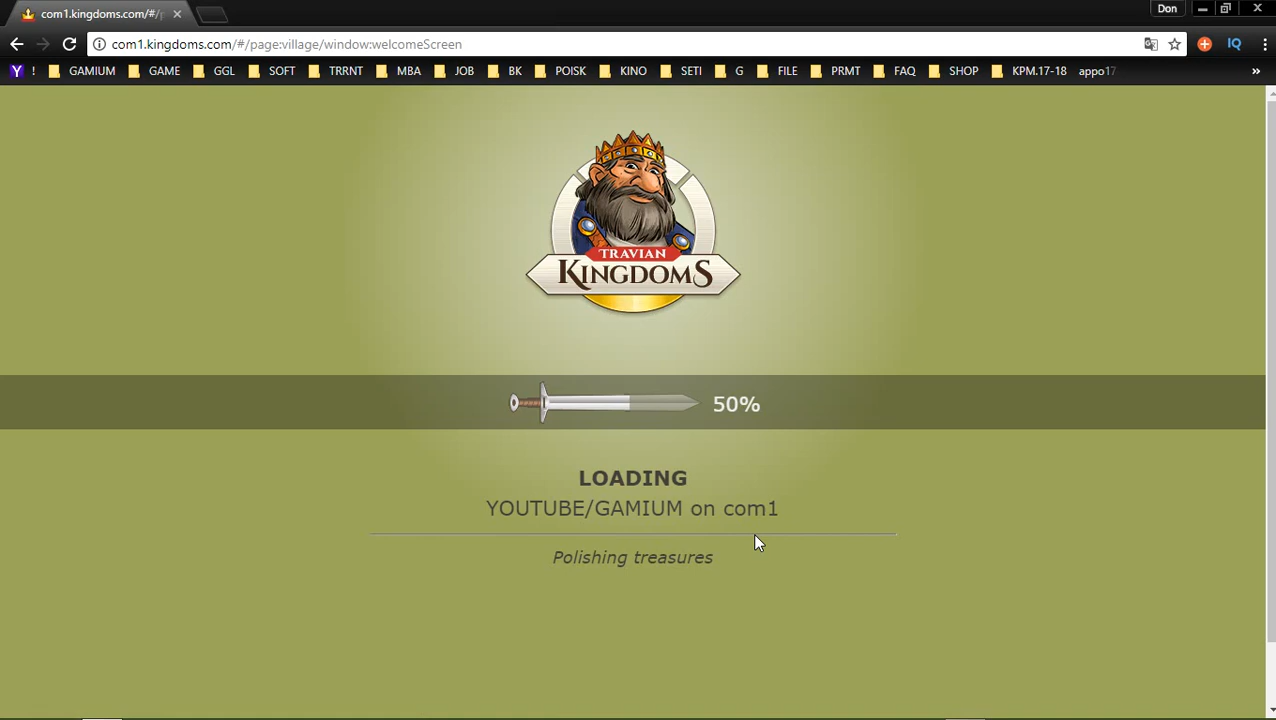 com1.kingdoms.com/#/p
Don
com1.kingdoms.com/#/page:village/window:welcomeScreen
IQ
Y ! GAMIUM GAME GGL SOFT TRRNT MBA JOB BK POISK KINO SETI G FILE PRMT FAQ SHOP KPM.17-18 appo17 »
TRAVIAN
KINGDOMS
50%
LOADING
YOUTUBE/GAMIUM on com1
Polishing treasures